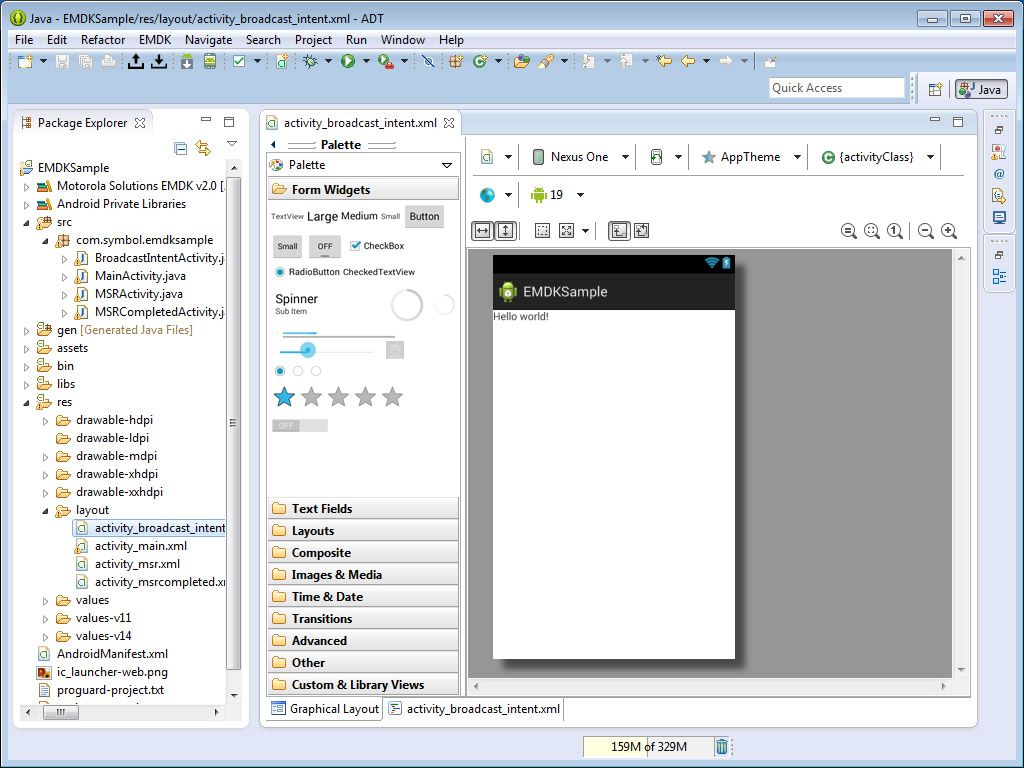 Java - EMDKSample/res/layout/activity_broadcast_intent.xml - ADT
File Edit Refactor EMDK Navigate Search Project Run Window Help
Quick Access
Java
Package Explorer
EMDKSample
Motorola Solutions EMDK v2.0 [
Android Private Libraries
src
com.symbol.emdksample
BroadcastIntentActivity.j
MainActivity.java
MSRActivity.java
MSRCompletedActivity.j
gen [Generated Java Files]
assets
bin
libs
res
drawable-hdpi
drawable-ldpi
drawable-mdpi
drawable-xhdpi
drawable-xxhdpi
layout
activity_broadcast_intent
activity_main.xml
activity_msr.xml
activity_msrcompleted.x
values
values-v11
values-v14
AndroidManifest.xml
ic_launcher-web.png
proguard-project.txt
activity_broadcast_intent.xml
Palette
Palette
Form Widgets
TextView Large Medium Small Button
Small OFF CheckBox
RadioButton CheckedTextView
Spinner
Sub Item
OFF
Text Fields
Layouts
Composite
Images & Media
Time & Date
Transitions
Advanced
Other
Custom & Library Views
Nexus One AppTheme {activityClass}
19
EMDKSample
Hello world!
Graphical Layout activity_broadcast_intent.xml
159M of 329M